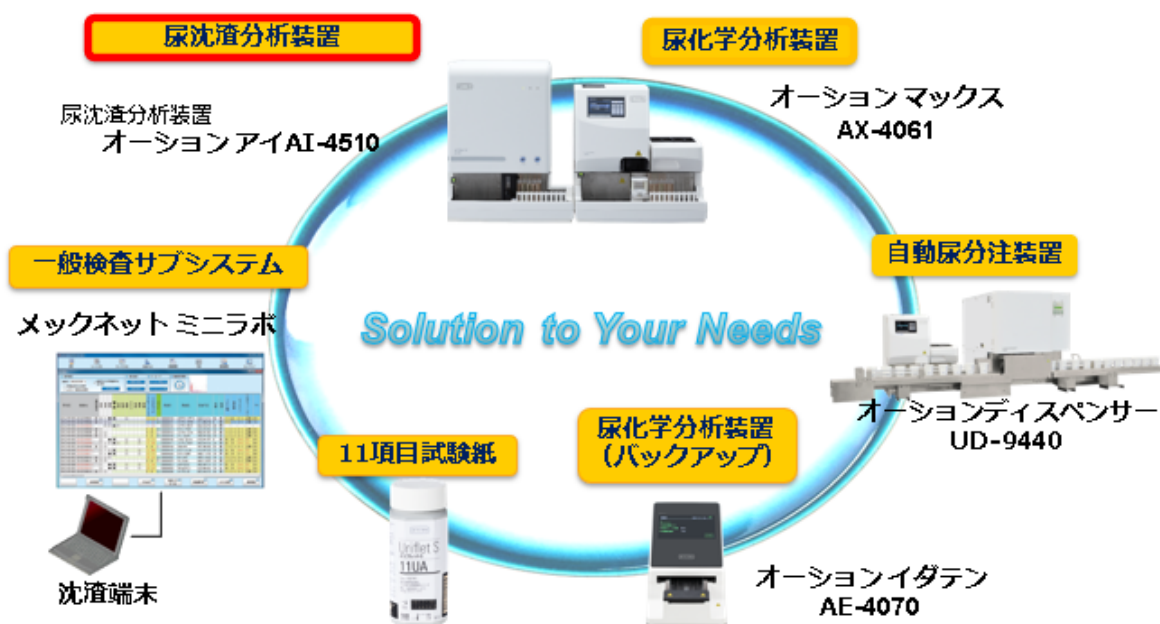 尿沈渣分析装置
尿化学分析装置
尿沈渣分析装置
オーション アイ AI-4510
オーション マックス
AX-4061
一般検査サブシステム
自動尿分注装置
メックネット ミニラボ
Solution to Your Needs
オーションディスペンサー
UD-9440
11項目試験紙
尿化学分析装置
(バックアップ)
Uriflet S
11UA
沈渣端末
オーション イダテン
AE-4070